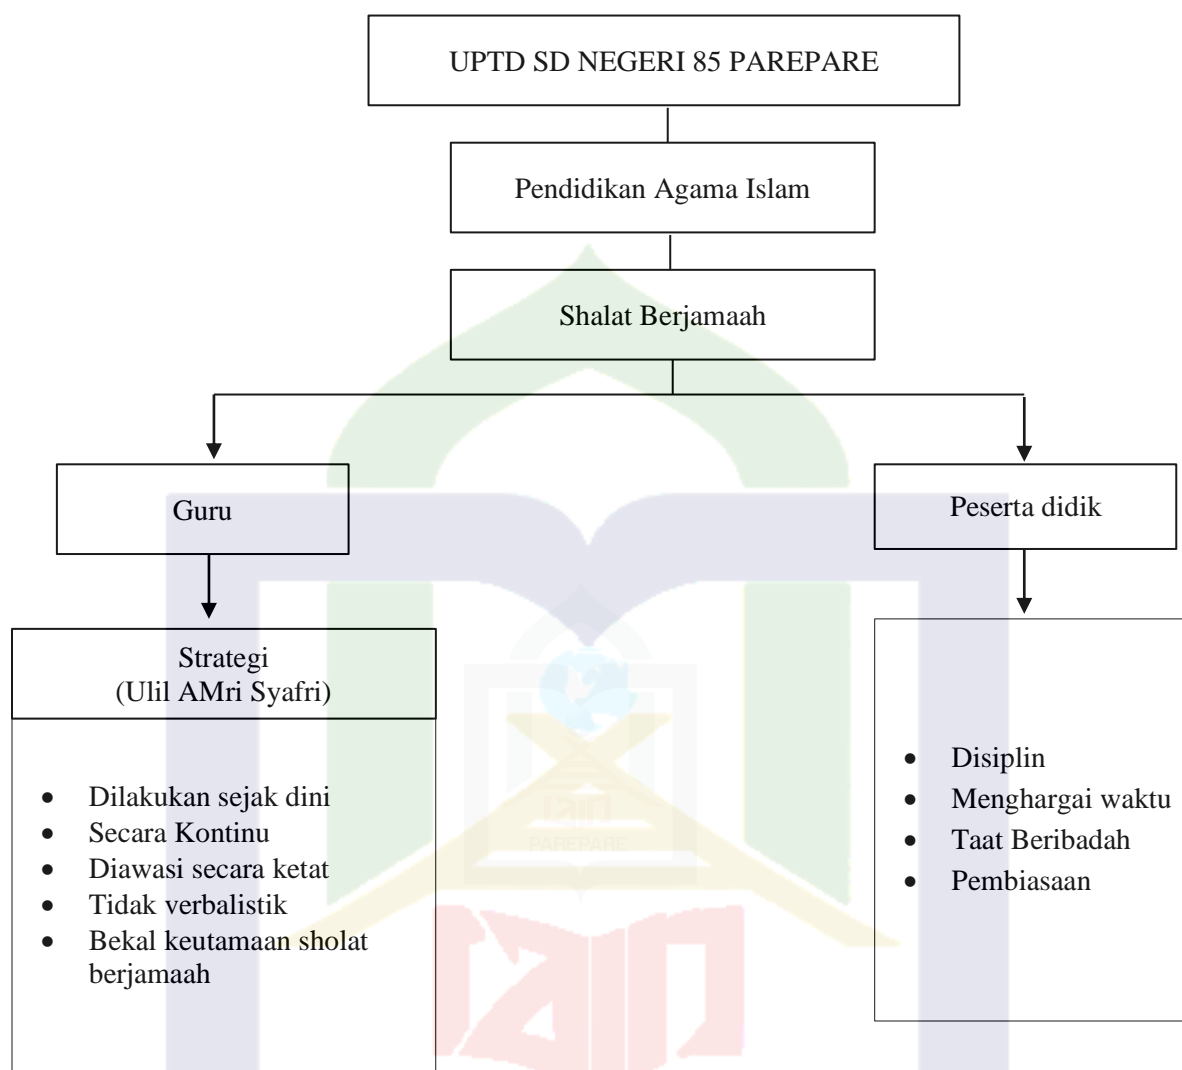 UPTD SD NEGERI 85 PAREPARE
Pendidikan Agama Islam
Shalat Berjamaah
Guru
Peserta didik
Strategi
(Ulil AMri Syafri)
• Dilakukan sejak dini
• Secara Kontinu
• Diawasi secara ketat
• Tidak verbalistik
• Bekal keutamaan sholat
berjamaah
• Disiplin
• Menghargai waktu
• Taat Beribadah
• Pembiasaan
PAREPARE